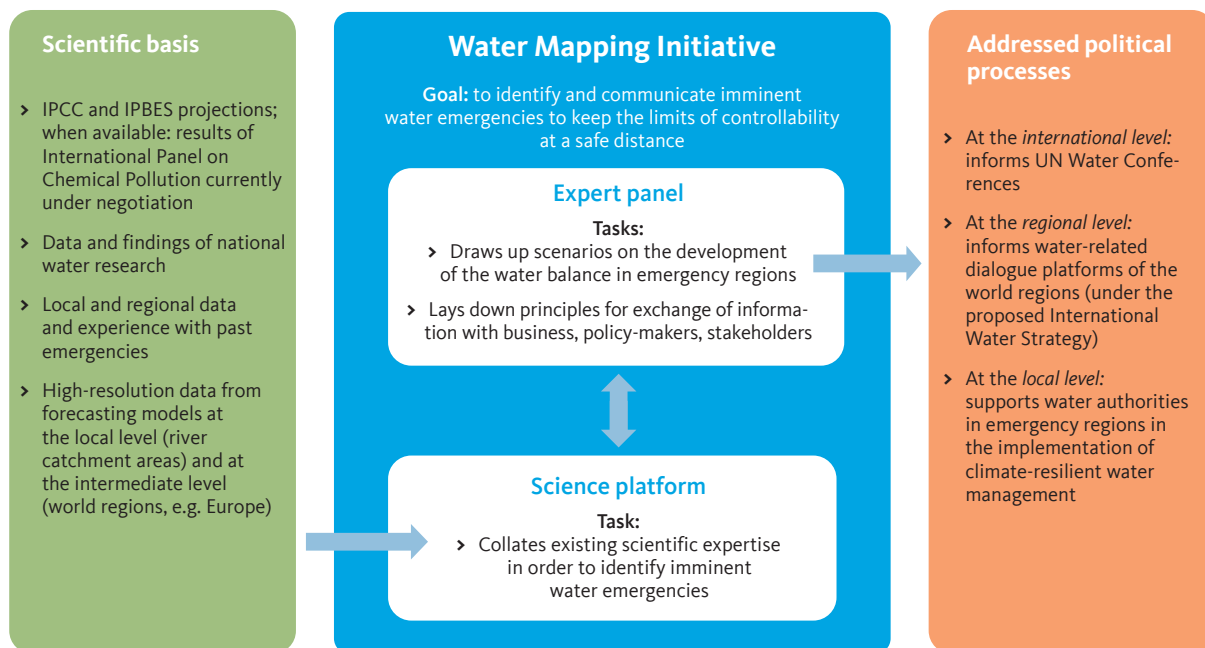 Scientific basis
› IPCC and IPBES projections;
when available: results of
International Panel on
Chemical Pollution currently
under negotiation
› Data and findings of national
water research
› Local and regional data
and experience with past
emergencies
› High-resolution data from
forecasting models at
the local level (river
catchment areas) and at
the intermediate level
(world regions, e.g. Europe)
Water Mapping Initiative
Goal: to identify and communicate imminent
water emergencies to keep the limits of controllability
at a safe distance
Expert panel
Tasks:
› Draws up scenarios on the development
of the water balance in emergency regions
› Lays down principles for exchange of informa-
tion with business, policy-makers, stakeholders
Science platform
Task:
› Collates existing scientific expertise
in order to identify imminent
water emergencies
Addressed political
processes
› At the international level:
informs UN Water Confe-
rences
› At the regional level:
informs water-related
dialogue platforms of the
world regions (under the
proposed International
Water Strategy)
› At the local level:
supports water authorities
in emergency regions in
the implementation of
climate-resilient water
management